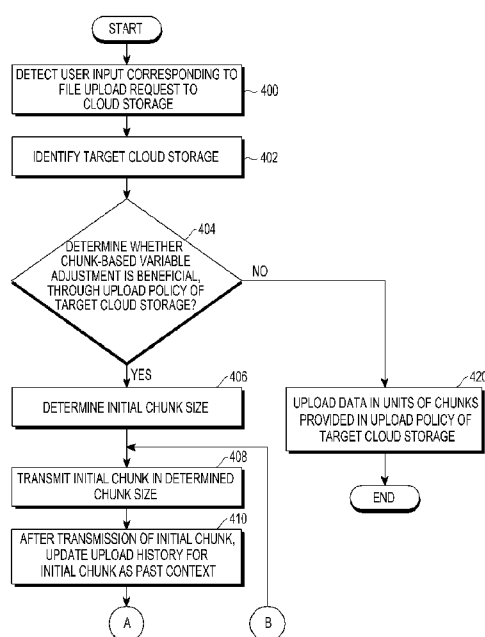 START
DETECT USER INPUT CORRESPONDING TO
FILE UPLOAD REQUEST TO
CLOUD STORAGE
400
IDENTIFY TARGET CLOUD STORAGE
402
404
DETERMINE WHETHER
CHUNK-BASED VARIABLE
ADJUSTMENT IS BENEFICIAL,
THROUGH UPLOAD POLICY OF
TARGET CLOUD STORAGE?
NO
YES
406
DETERMINE INITIAL CHUNK SIZE
420
UPLOAD DATA IN UNITS OF CHUNKS
PROVIDED IN UPLOAD POLICY OF
TARGET CLOUD STORAGE
END
408
TRANSMIT INITIAL CHUNK IN DETERMINED
CHUNK SIZE
410
AFTER TRANSMISSION OF INITIAL CHUNK,
UPDATE UPLOAD HISTORY FOR
INITIAL CHUNK AS PAST CONTEXT
A
B